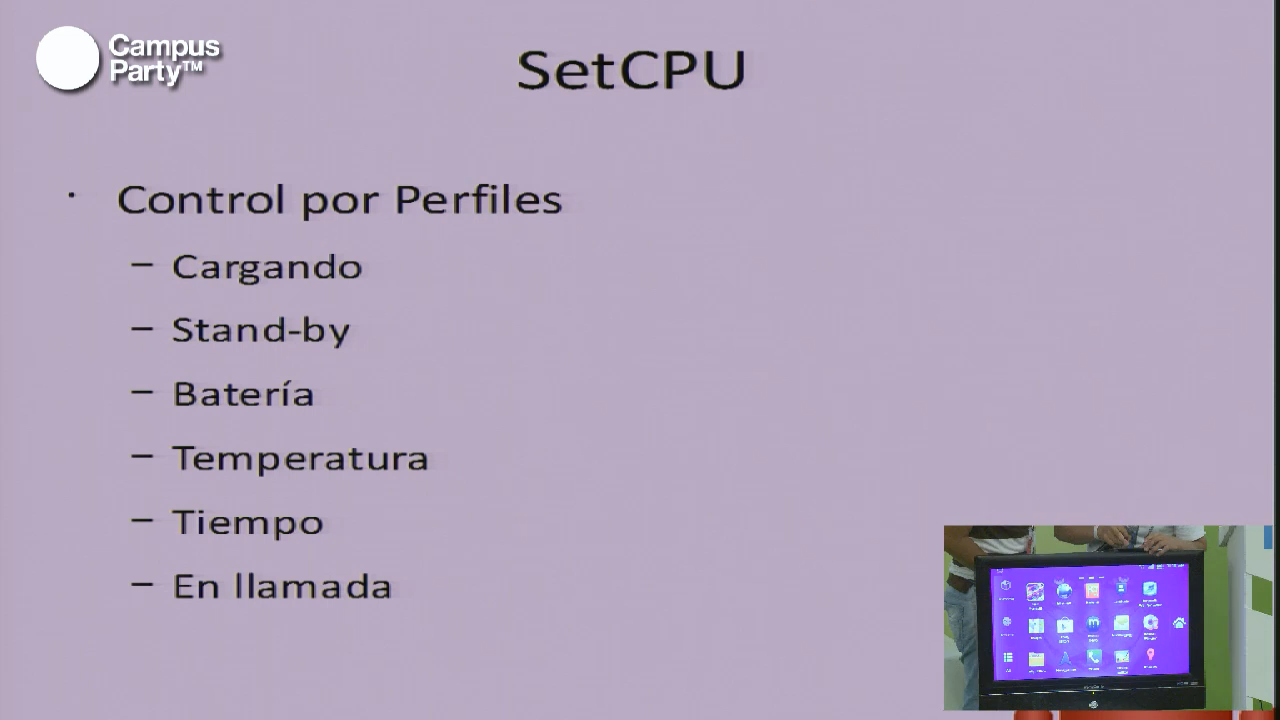 Campus
Party™
SetCPU
· Control por Perfiles
– Cargando
– Stand-by
– Batería
– Temperatura
– Tiempo
– En llamada